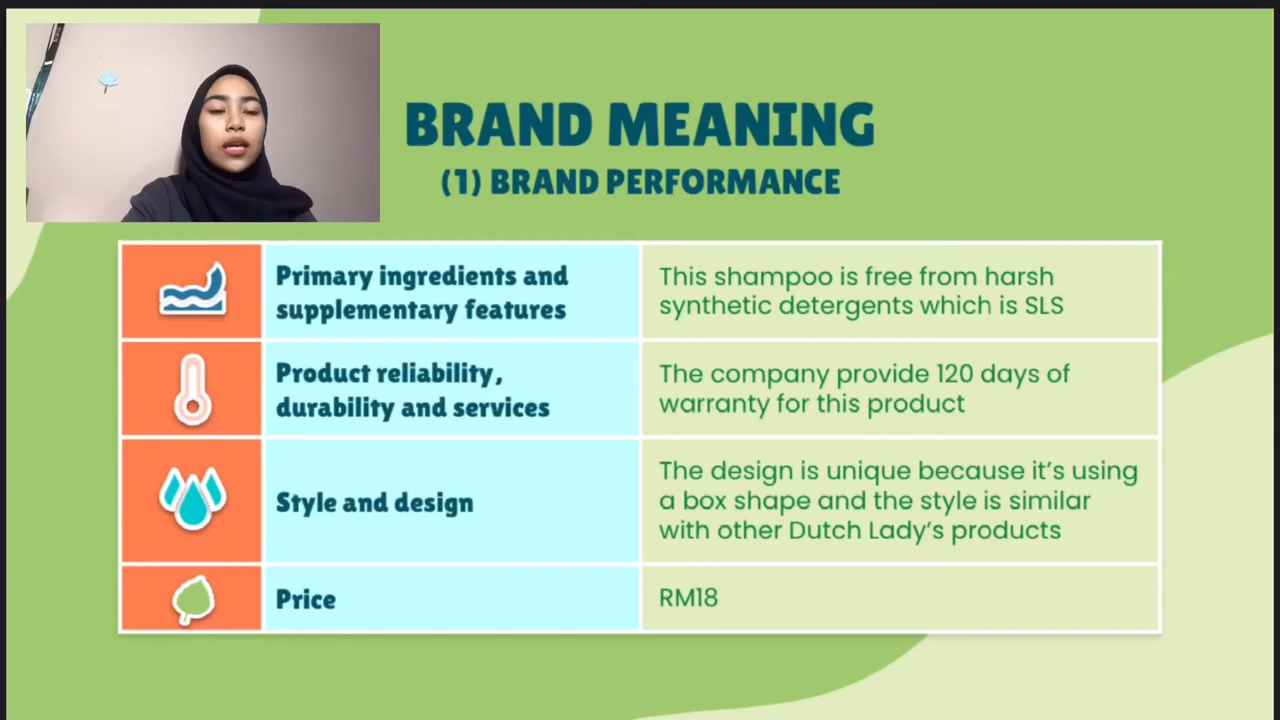 BRAND MEANING
(1) BRAND PERFORMANCE
Primary ingredients and
supplementary features
This shampoo is free from harsh
synthetic detergents which is SLS
Product reliability,
durability and services
The company provide 120 days of
warranty for this product
Style and design
The design is unique because it's using
a box shape and the style is similar
with other Dutch Lady's products
Price
RM18